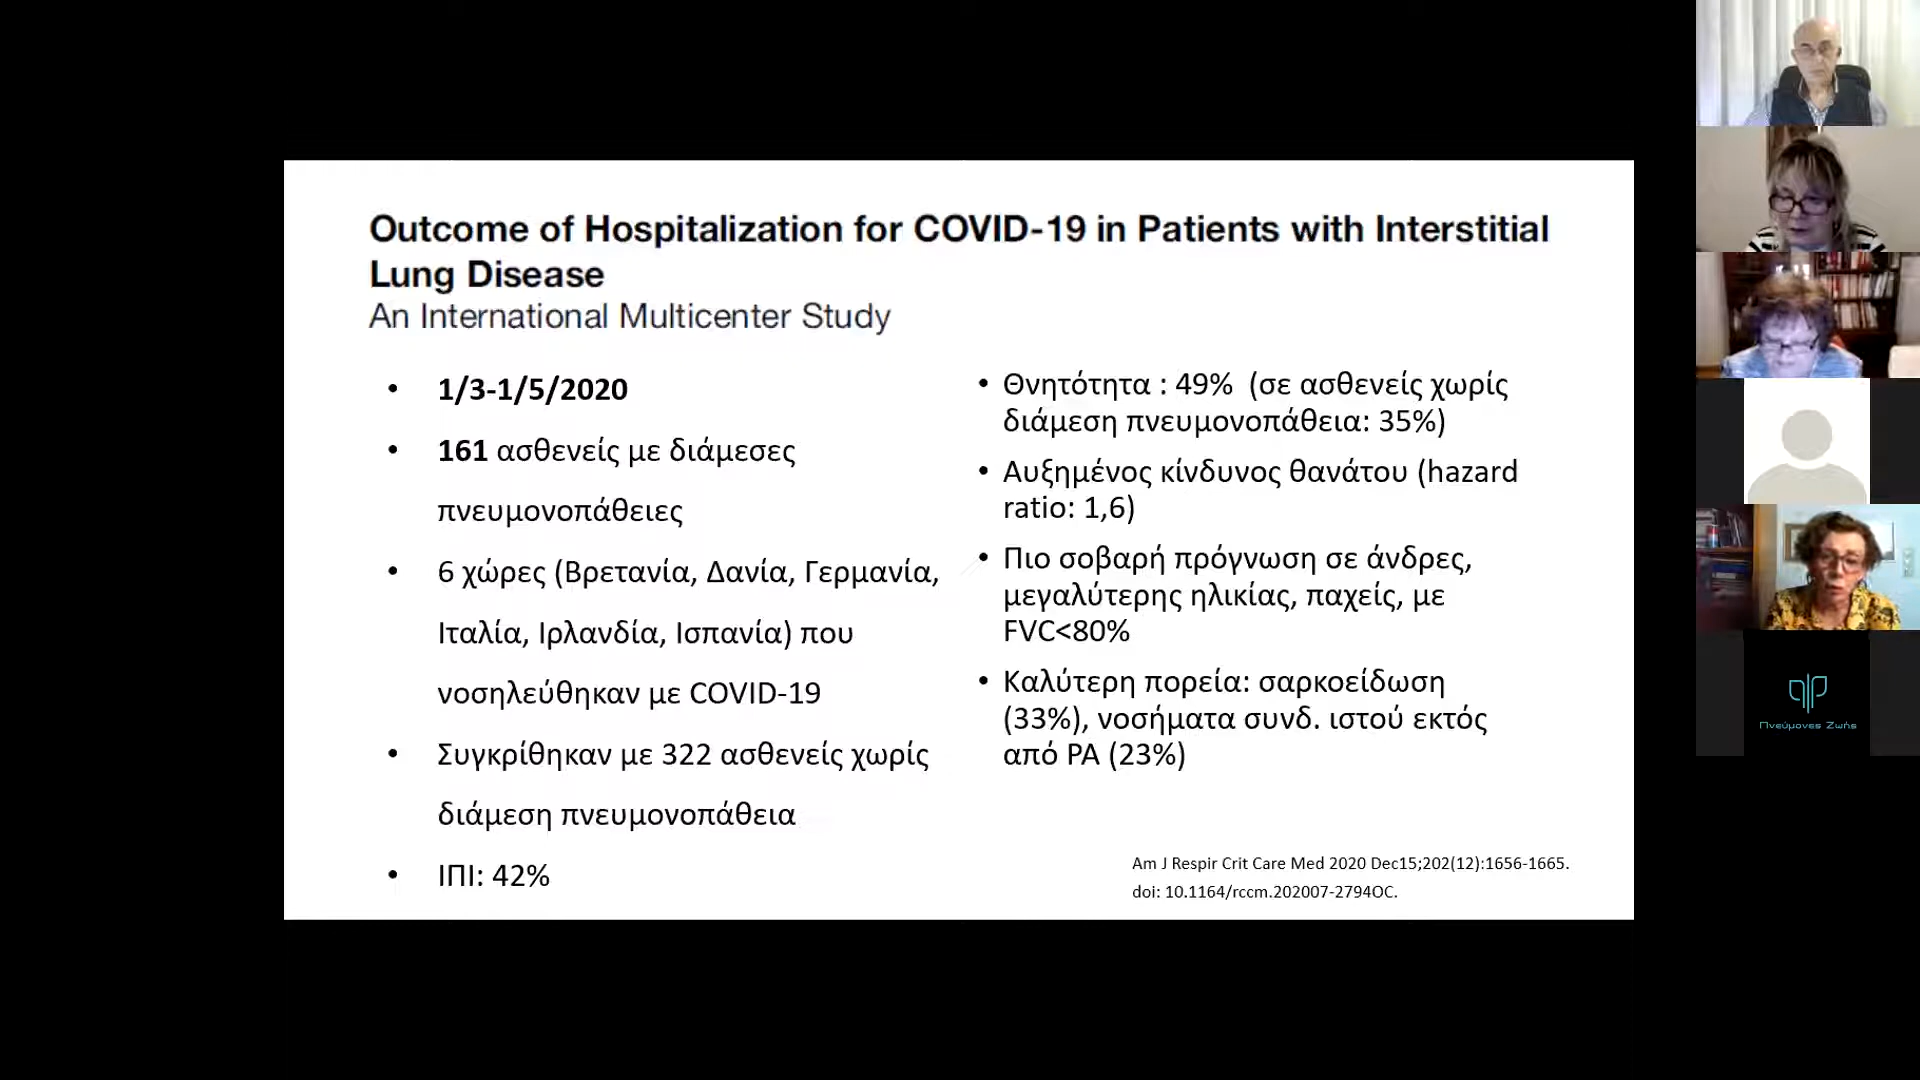 Outcome of Hospitalization for COVID-19 in Patients with Interstitial
Lung Disease
An International Multicenter Study
• 1/3-1/5/2020
• 161 ασθενείς με διάμεσες
πνευμονοπάθειες
• 6 χώρες (Βρετανία, Δανία, Γερμανία,
Ιταλία, Ιρλανδία, Ισπανία) που
νοσηλεύθηκαν με COVID-19
• Συγκρίθηκαν με 322 ασθενείς χωρίς
διάμεση πνευμονοπάθεια
• ΙΠΙ: 42%
• Θνητότητα : 49% (σε ασθενείς χωρίς
διάμεση πνευμονοπάθεια: 35%)
• Αυξημένος κίνδυνος θανάτου (hazard
ratio: 1,6)
• Πιο σοβαρή πρόγνωση σε άνδρες,
μεγαλύτερης ηλικίας, παχείς, με
FVC<80%
• Καλύτερη πορεία: σαρκοείδωση
(33%), νοσήματα συνδ. ιστού εκτός
από ΡΑ (23%)
Am J Respir Crit Care Med 2020 Dec15;202(12):1656-1665.
doi: 10.1164/rccm.202007-2794OC.
Πνεύμονες Ζωής